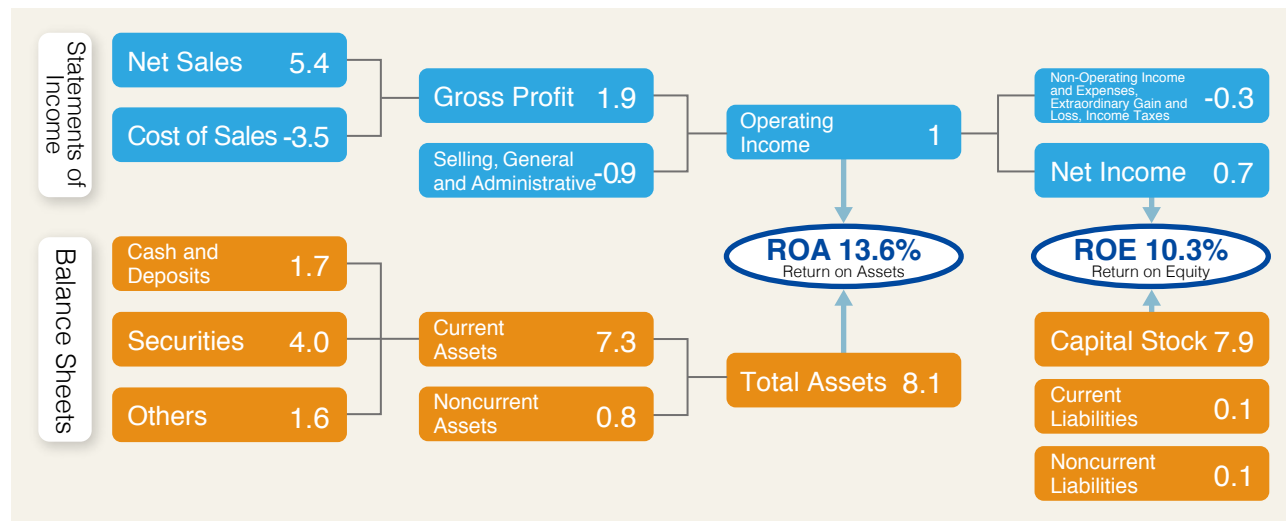 Statements of
Income
Net Sales 5.4
Cost of Sales -3.5
Gross Profit 1.9
Selling, General
and Administrative -0.9
Operating
Income 1
Non-Operating Income
and Expenses,
Extraordinary Gain and
Loss, Income Taxes -0.3
Net Income 0.7
ROA 13.6%
Return on Assets
ROE 10.3%
Return on Equity
Balance Sheets
Cash and
Deposits 1.7
Securities 4.0
Others 1.6
Current
Assets 7.3
Noncurrent
Assets 0.8
Total Assets 8.1
Capital Stock 7.9
Current
Liabilities 0.1
Noncurrent
Liabilities 0.1